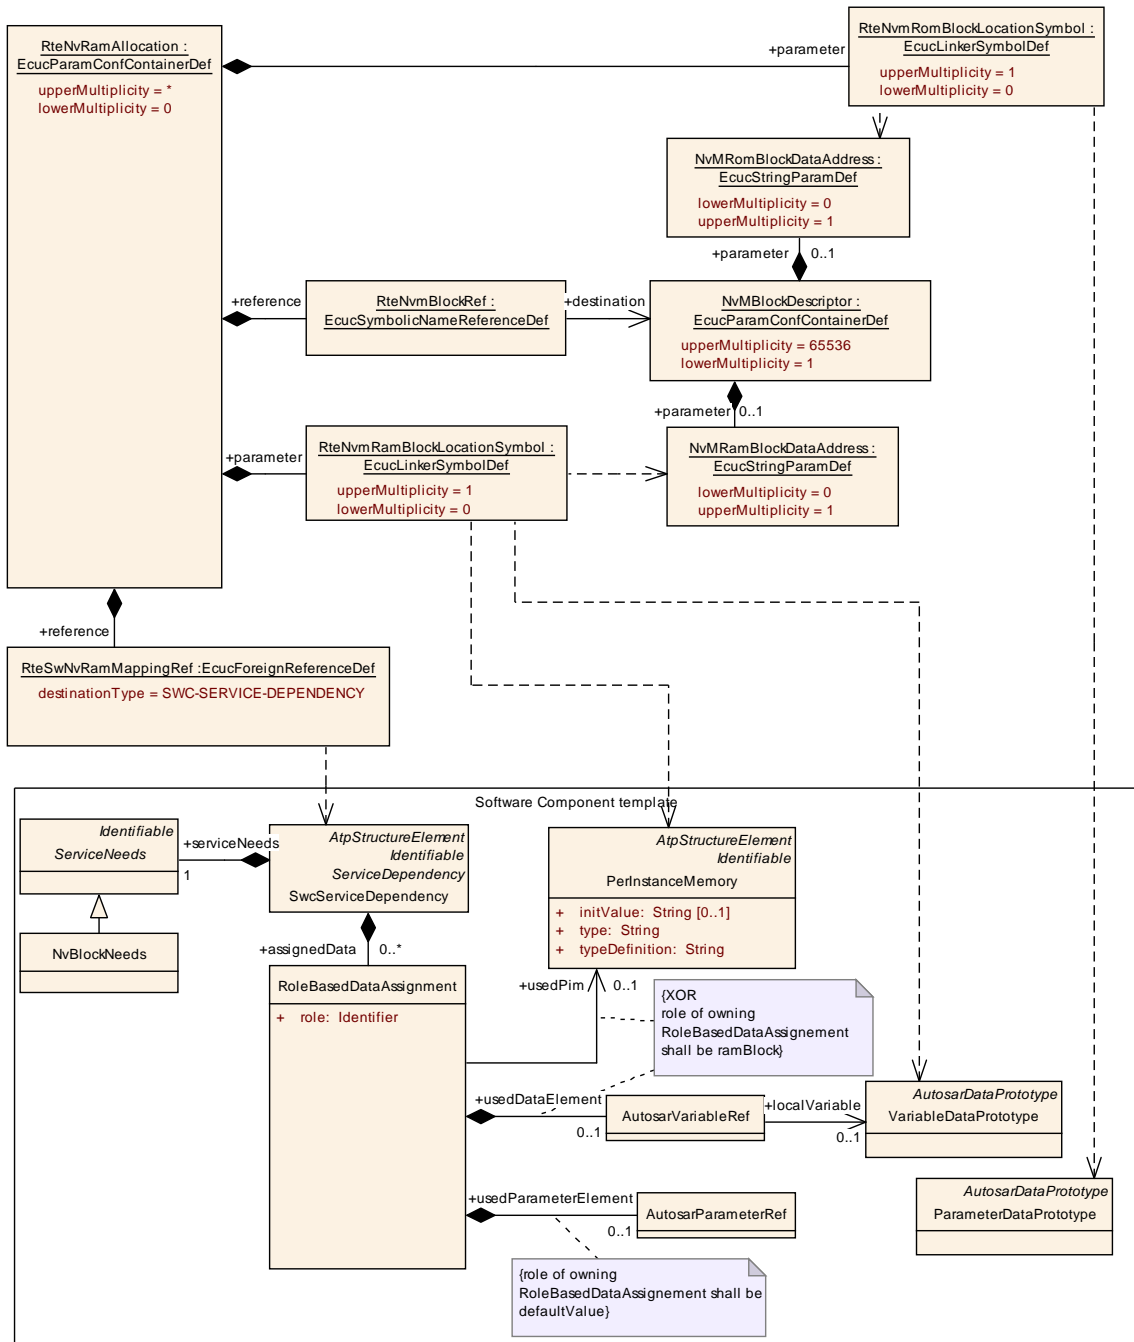 RteNvRamAllocation :
EcucParamConfContainerDef
upperMultiplicity = *
lowerMultiplicity = 0
+parameter
RteNvmRomBlockLocationSymbol :
EcucLinkerSymbolDef
upperMultiplicity = 1
lowerMultiplicity = 0
NvMRomBlockDataAddress :
EcucStringParamDef
lowerMultiplicity = 0
upperMultiplicity = 1
+parameter
0..1
+reference
RteNvmBlockRef :
EcucSymbolicNameReferenceDef
+destination
NvMBlockDescriptor :
EcucParamConfContainerDef
upperMultiplicity = 65536
lowerMultiplicity = 1
+parameter
0..1
+parameter
RteNvmRamBlockLocationSymbol :
EcucLinkerSymbolDef
upperMultiplicity = 1
lowerMultiplicity = 0
NvMRamBlockDataAddress :
EcucStringParamDef
lowerMultiplicity = 0
upperMultiplicity = 1
+reference
RteSwNvRamMappingRef :EcucForeignReferenceDef
destinationType = SWC-SERVICE-DEPENDENCY
Software Component template
Identifiable
ServiceNeeds
+serviceNeeds
1
AtpStructureElement
Identifiable
ServiceDependency
SwcServiceDependency
AtpStructureElement
Identifiable
PerInstanceMemory
+ initValue: String [0..1]
+ type: String
+ typeDefinition: String
NvBlockNeeds
+assignedData
0..*
RoleBasedDataAssignment
+ role: Identifier
+usedPim
0..1
{XOR
role of owning
RoleBasedDataAssignement
shall be ramBlock}
+usedDataElement
0..1
AutosarVariableRef
+localVariable
0..1
AutosarDataPrototype
VariableDataPrototype
AutosarDataPrototype
ParameterDataPrototype
+usedParameterElement
0..1
AutosarParameterRef
{role of owning
RoleBasedDataAssignement shall be
defaultValue}